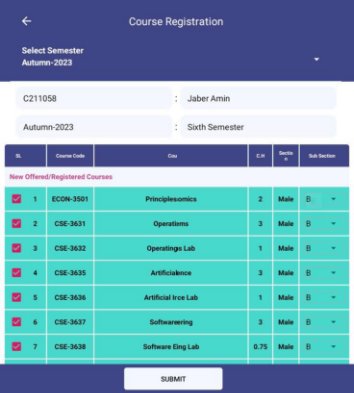 Course Registration
Select Semester
Autumn-2023
C211058 : Jaber Amin
Autumn-2023 : Sixth Semester
SL Course Code Cou C.H Sectio n Sub Section
New Offered/Registered Courses
1 ECON-3501 Principlesomics 2 Male B
2 CSE-3631 Operatiems 3 Male B
3 CSE-3632 Operatings Lab 1 Male B
4 CSE-3635 Artificialence 3 Male B
5 CSE-3636 Artificial Irce Lab 1 Male B
6 CSE-3637 Softwareering 3 Male B
7 CSE-3638 Software Eing Lab 0.75 Male B
SUBMIT